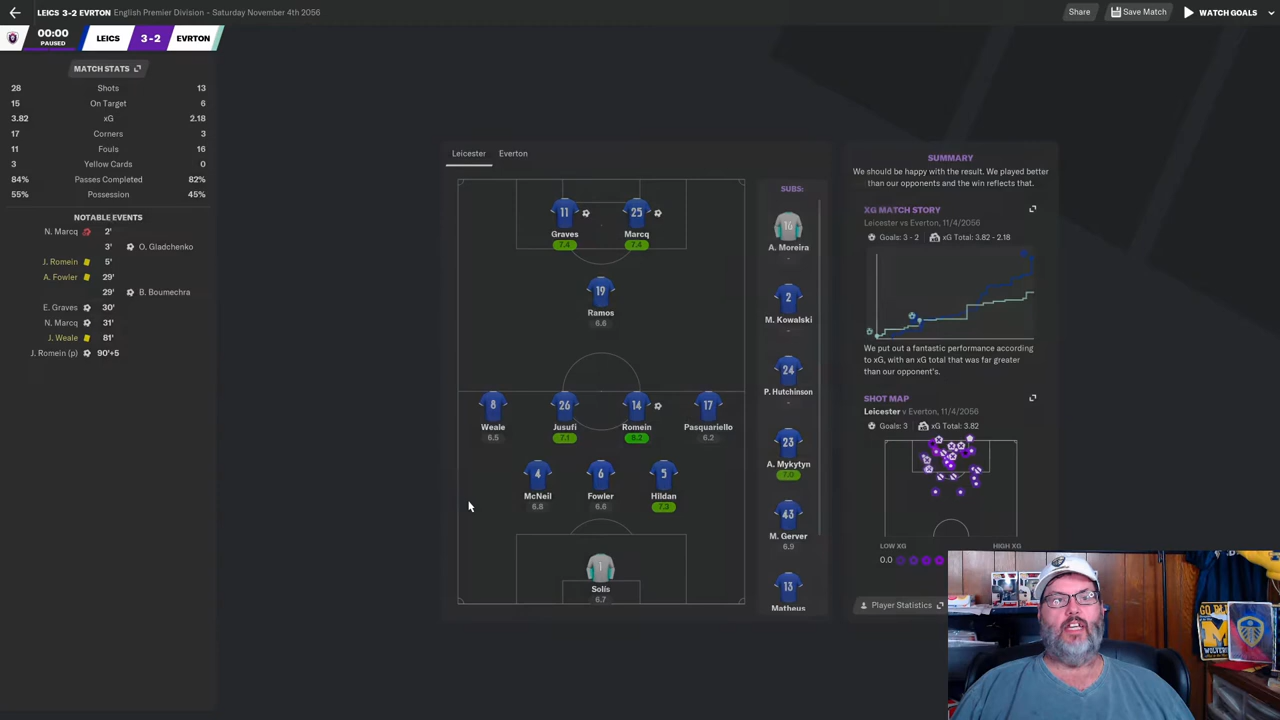 LEICS 3-2 EVRTON English Premier Division - Saturday November 4th 2056
Share
Save Match
WATCH GOALS
00:00
PAUSED
LEICS
3-2
EVRTON
MATCH STATS
28 Shots 13
15 On Target 6
3.82 xG 2.18
17 Corners 3
11 Fouls 16
3 Yellow Cards 0
84% Passes Completed 82%
55% Possession 45%
NOTABLE EVENTS
N. Marcq 2'
3' O. Gladchenko
J. Romein 5'
A. Fowler 29'
29' B. Boumechra
E. Graves 30'
N. Marcq 31'
J. Weale 81'
J. Romein (p) 90'+5
Leicester Everton
11 25
Graves Marcq
7.4 7.4
19
Ramos
6.6
8 26 14 17
Weale Jusufi Romein Pasquariello
6.5 7.1 8.2 6.2
4 6 5
McNeil Fowler Hlldan
6.8 6.6 7.3
1
Solís
6.7
SUBS:
16
A. Moreira
-
2
M. Kowalski
-
24
P. Hutchinson
-
23
A. Mykytyn
7.0
43
M. Gerver
6.9
13
Matheus
SUMMARY
We should be happy with the result. We played better
than our opponents and the win reflects that.
XG MATCH STORY
Leicester vs Everton, 11/4/2056
Goals: 3 - 2 xG Total: 3.82 - 2.18
We put out a fantastic performance according
to xG, with an xG total that was far greater
than our opponent's.
SHOT MAP
Leicester v Everton, 11/4/2056
Goals: 3 xG Total: 3.82
LOW XG HIGH XG
0.0
Player Statistics
GO BLUE
M
WOLVERINES